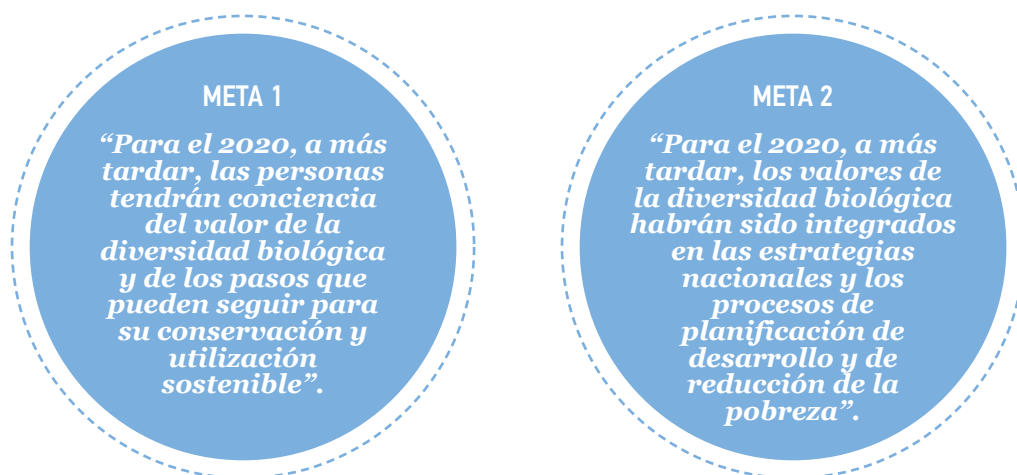 META 1
“Para el 2020, a más
tardar, las personas
tendrán conciencia
del valor de la
diversidad biológica
y de los pasos que
pueden seguir para
su conservación y
utilización
sostenible”.
META 2
“Para el 2020, a más
tardar, los valores de
la diversidad biológica
habrán sido integrados
en las estrategias
nacionales y los
procesos de
planificación de
desarrollo y de
reducción de la
pobreza”.